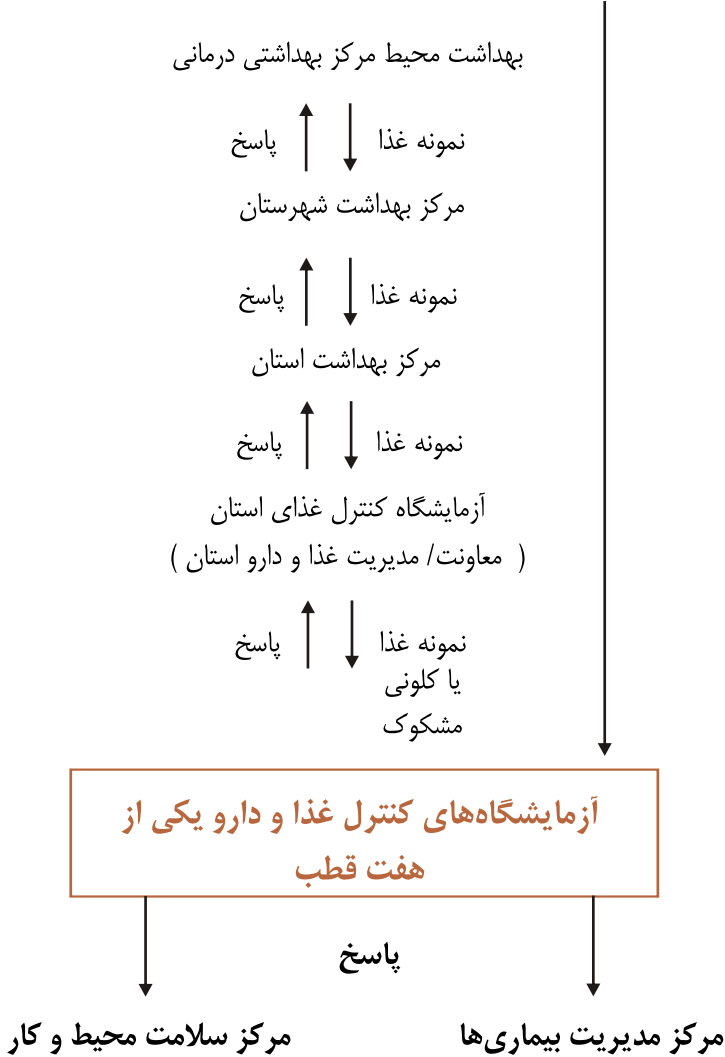 بهداشت محیط مرکز بهداشتی درمانی
نمونه غذا
پاسخ
مرکز بهداشت شهرستان
نمونه غذا
پاسخ
مرکز بهداشت استان
نمونه غذا
پاسخ
آزمایشگاه کنترل غذای استان
( معاونت/ مدیریت غذا و دارو استان )
نمونه غذا
یا کلونی
مشکوک
پاسخ
آزمایشگاه‌های کنترل غذا و دارو یکی از
هفت قطب
پاسخ
مرکز مدیریت بیماری‌ها
مرکز سلامت محیط و کار